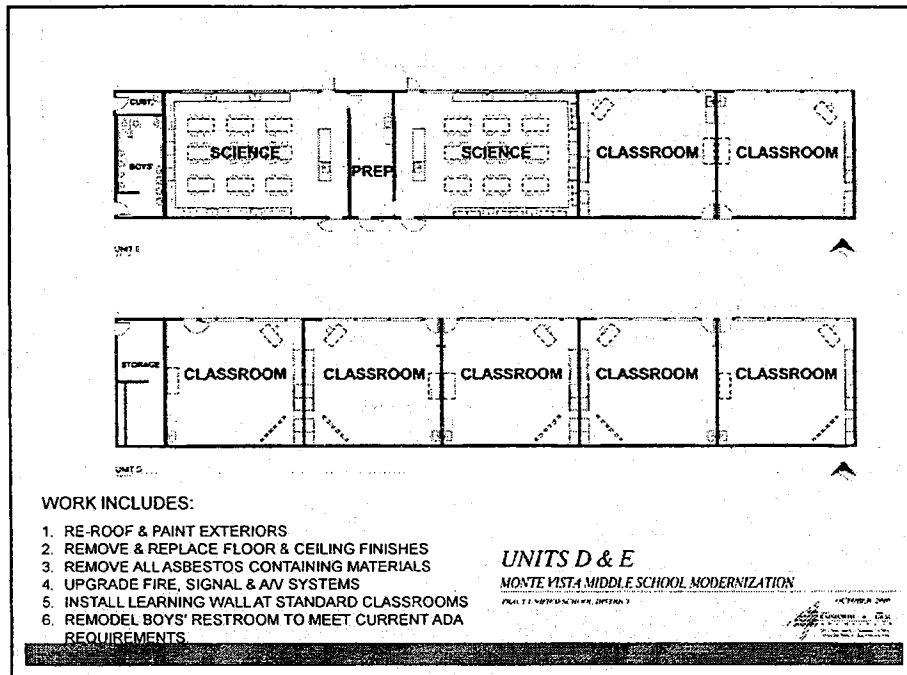 CUST.
BOYS'
SCIENCE
PREP
SCIENCE
CLASSROOM
CLASSROOM
UNIT E
STORAGE
CLASSROOM
CLASSROOM
CLASSROOM
CLASSROOM
CLASSROOM
WORK INCLUDES:
1. RE-ROOF & PAINT EXTERIORS
2. REMOVE & REPLACE FLOOR & CEILING FINISHES
3. REMOVE ALL ASBESTOS CONTAINING MATERIALS
4. UPGRADE FIRE, SIGNAL & A/V SYSTEMS
5. INSTALL LEARNING WALL AT STANDARD CLASSROOMS
6. REMODEL BOYS' RESTROOM TO MEET CURRENT ADA
REQUIREMENTS
UNITS D & E
MONTE VISTA MIDDLE SCHOOL MODERNIZATION
UNIFIED SCHOOL DISTRICT
OCTOBER